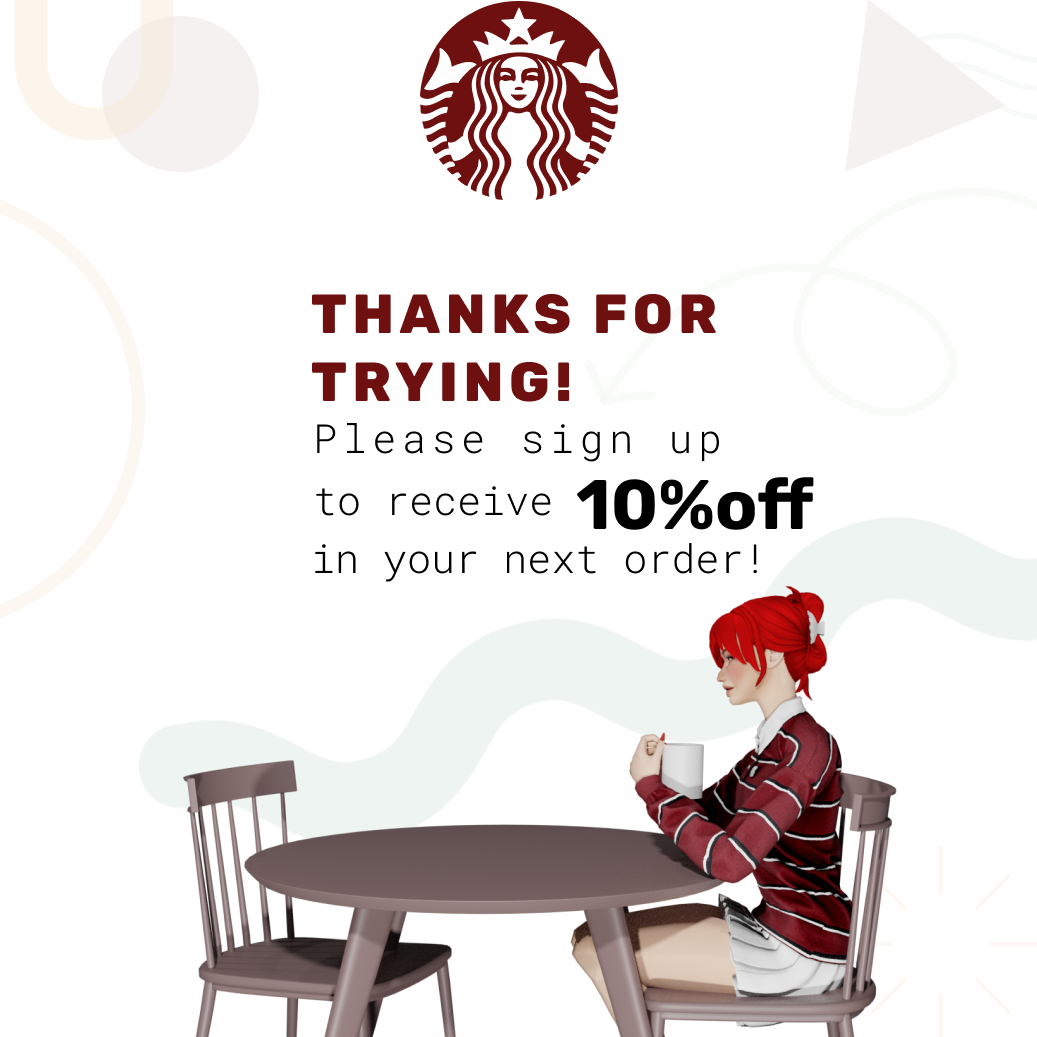 THANKS FOR
TRYING!
Please sign up
to receive 10%off
in your next order!